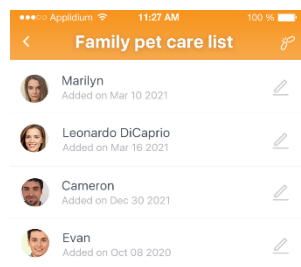 Applidium 11:27 AM 100 %
Family pet care list
Marilyn
Added on Mar 10 2021
Leonardo DiCaprio
Added on Mar 16 2021
Cameron
Added on Dec 30 2021
Evan
Added on Oct 08 2020